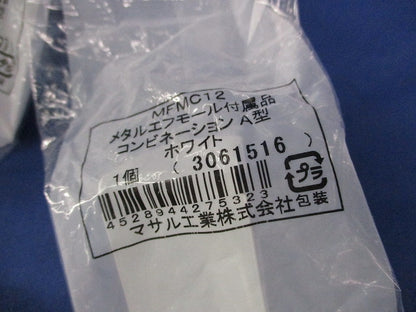 MFMC12
メタルエフモール付属品
コンビネーション A型
ホワイト
1個 (3061516)
プラ
4528944275323
マサル工業株式会社包装